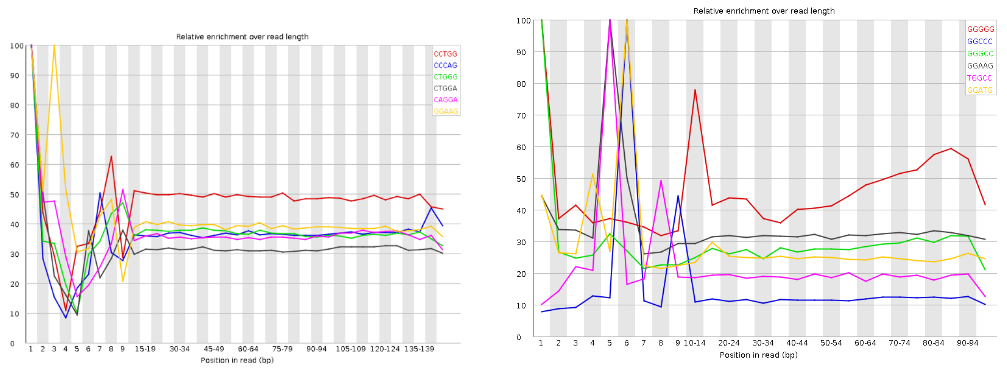 Relative enrichment over read length
100
90
80
70
60
50
40
30
20
10
0
CCTGG
CCCAG
CTGGG
CTGGA
CAGGA
GGAAG
1 2 3 4 5 6 7 8 9 15-19 30-34 45-49 60-64 75-79 90-94 105-109 120-124 135-139
Position in read (bp)
Relative enrichment over read length
100
90
80
70
60
50
40
30
20
10
0
GGGGG
GGCCC
GGGCC
GGAAG
TGGCC
GGATG
1 2 3 4 5 6 7 8 9 10-14 20-24 30-34 40-44 50-54 60-64 70-74 80-84 90-94
Position in read (bp)